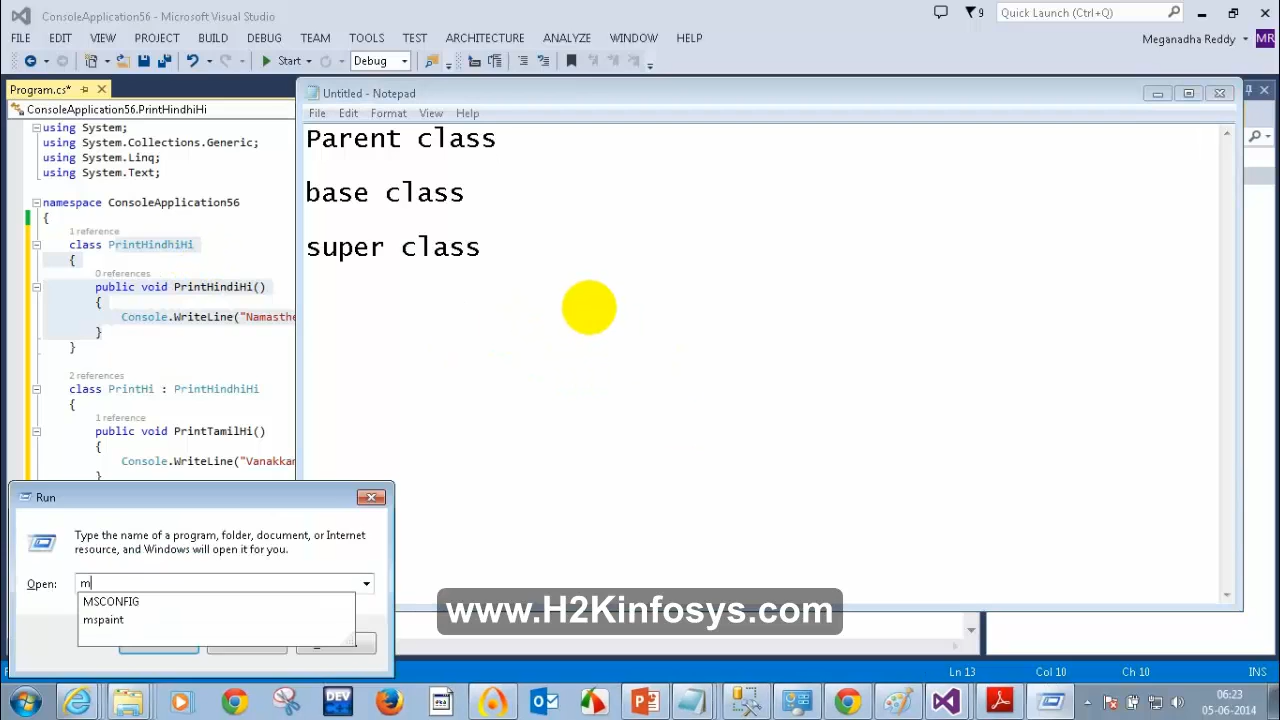 ConsoleApplication56 - Microsoft Visual Studio
9
Quick Launch (Ctrl+Q)
FILE EDIT VIEW PROJECT BUILD DEBUG TEAM TOOLS TEST ARCHITECTURE ANALYZE WINDOW HELP
Meganadha Reddy MR
Start Debug
Program.cs*
ConsoleApplication56.PrintHindhiHi
using System;
using System.Collections.Generic;
using System.Linq;
using System.Text;
namespace ConsoleApplication56
{
1 reference
class PrintHindhiHi
{
0 references
public void PrintHindiHi()
{
Console.WriteLine("Namasthe
}
}
2 references
class PrintHi : PrintHindhiHi
{
1 reference
public void PrintTamilHi()
{
Console.WriteLine("Vanakkam
}
Untitled - Notepad
File Edit Format View Help
Parent class
base class
super class
Run
Type the name of a program, folder, document, or Internet
resource, and Windows will open it for you.
Open: m
MSCONFIG
mspaint
www.H2Kinfosys.com
Ln 13 Col 10 Ch 10 INS
DEV
06:23
05-06-2014